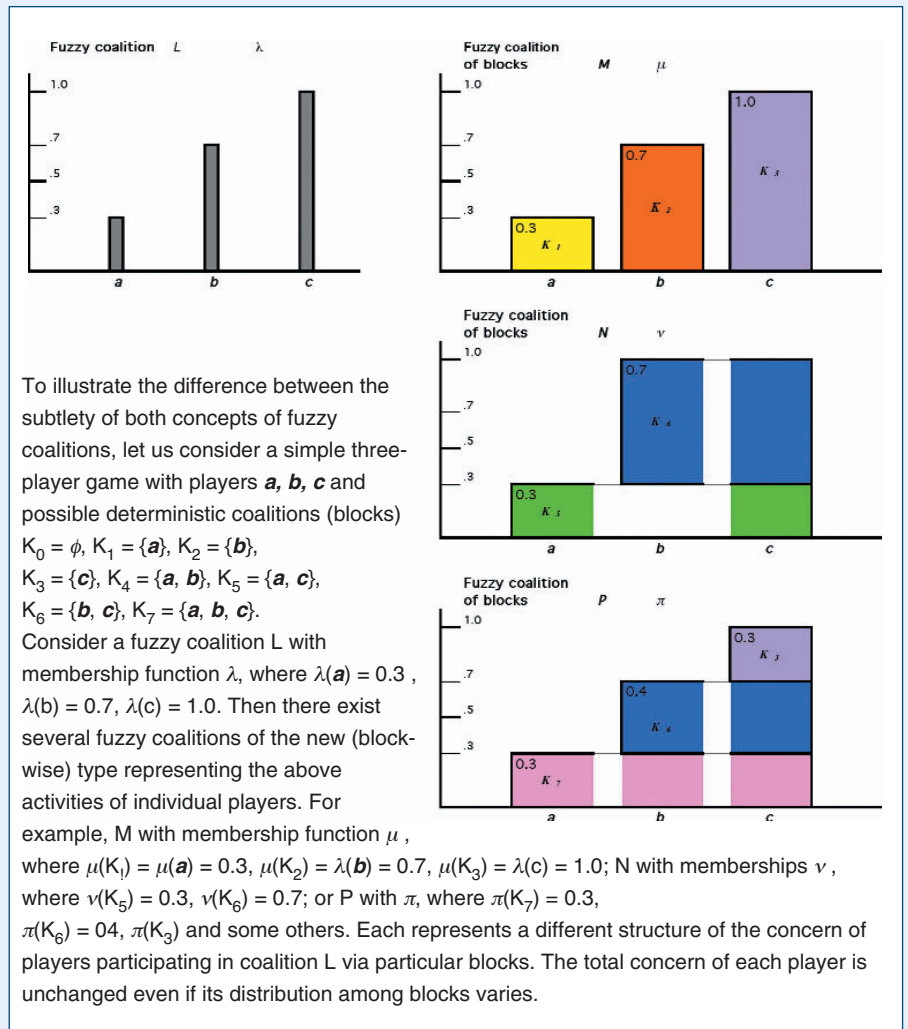 Fuzzy coalition L λ
1.0
.7
.5
.3
a b c
Fuzzy coalition
of blocks M μ
1.0
.7
.5
.3
0.3
K 1
0.7
K 2
1.0
K 3
a b c
Fuzzy coalition
of blocks N ν
1.0
.7
.5
.3
0.3
K 5
0.7
K 6
a b c
Fuzzy coalition
of blocks P π
1.0
.7
.5
.3
0.3
K 7
0.4
K 6
0.3
K 3
a b c
To illustrate the difference between the
subtlety of both concepts of fuzzy
coalitions, let us consider a simple three-
player game with players a, b, c and
possible deterministic coalitions (blocks)
K₀ = ϕ, K₁ = {a}, K₂ = {b},
K₃ = {c}, K₄ = {a, b}, K₅ = {a, c},
K₆ = {b, c}, K₇ = {a, b, c}.
Consider a fuzzy coalition L with
membership function λ, where λ(a) = 0.3 ,
λ(b) = 0.7, λ(c) = 1.0. Then there exist
several fuzzy coalitions of the new (block-
wise) type representing the above
activities of individual players. For
example, M with membership function μ ,
where μ(K!) = μ(a) = 0.3, μ(K₂) = λ(b) = 0.7, μ(K₃) = λ(c) = 1.0; N with memberships ν ,
where ν(K₅) = 0.3, ν(K₆) = 0.7; or P with π, where π(K₇) = 0.3,
π(K₆) = 04, π(K₃) and some others. Each represents a different structure of the concern of
players participating in coalition L via particular blocks. The total concern of each player is
unchanged even if its distribution among blocks varies.